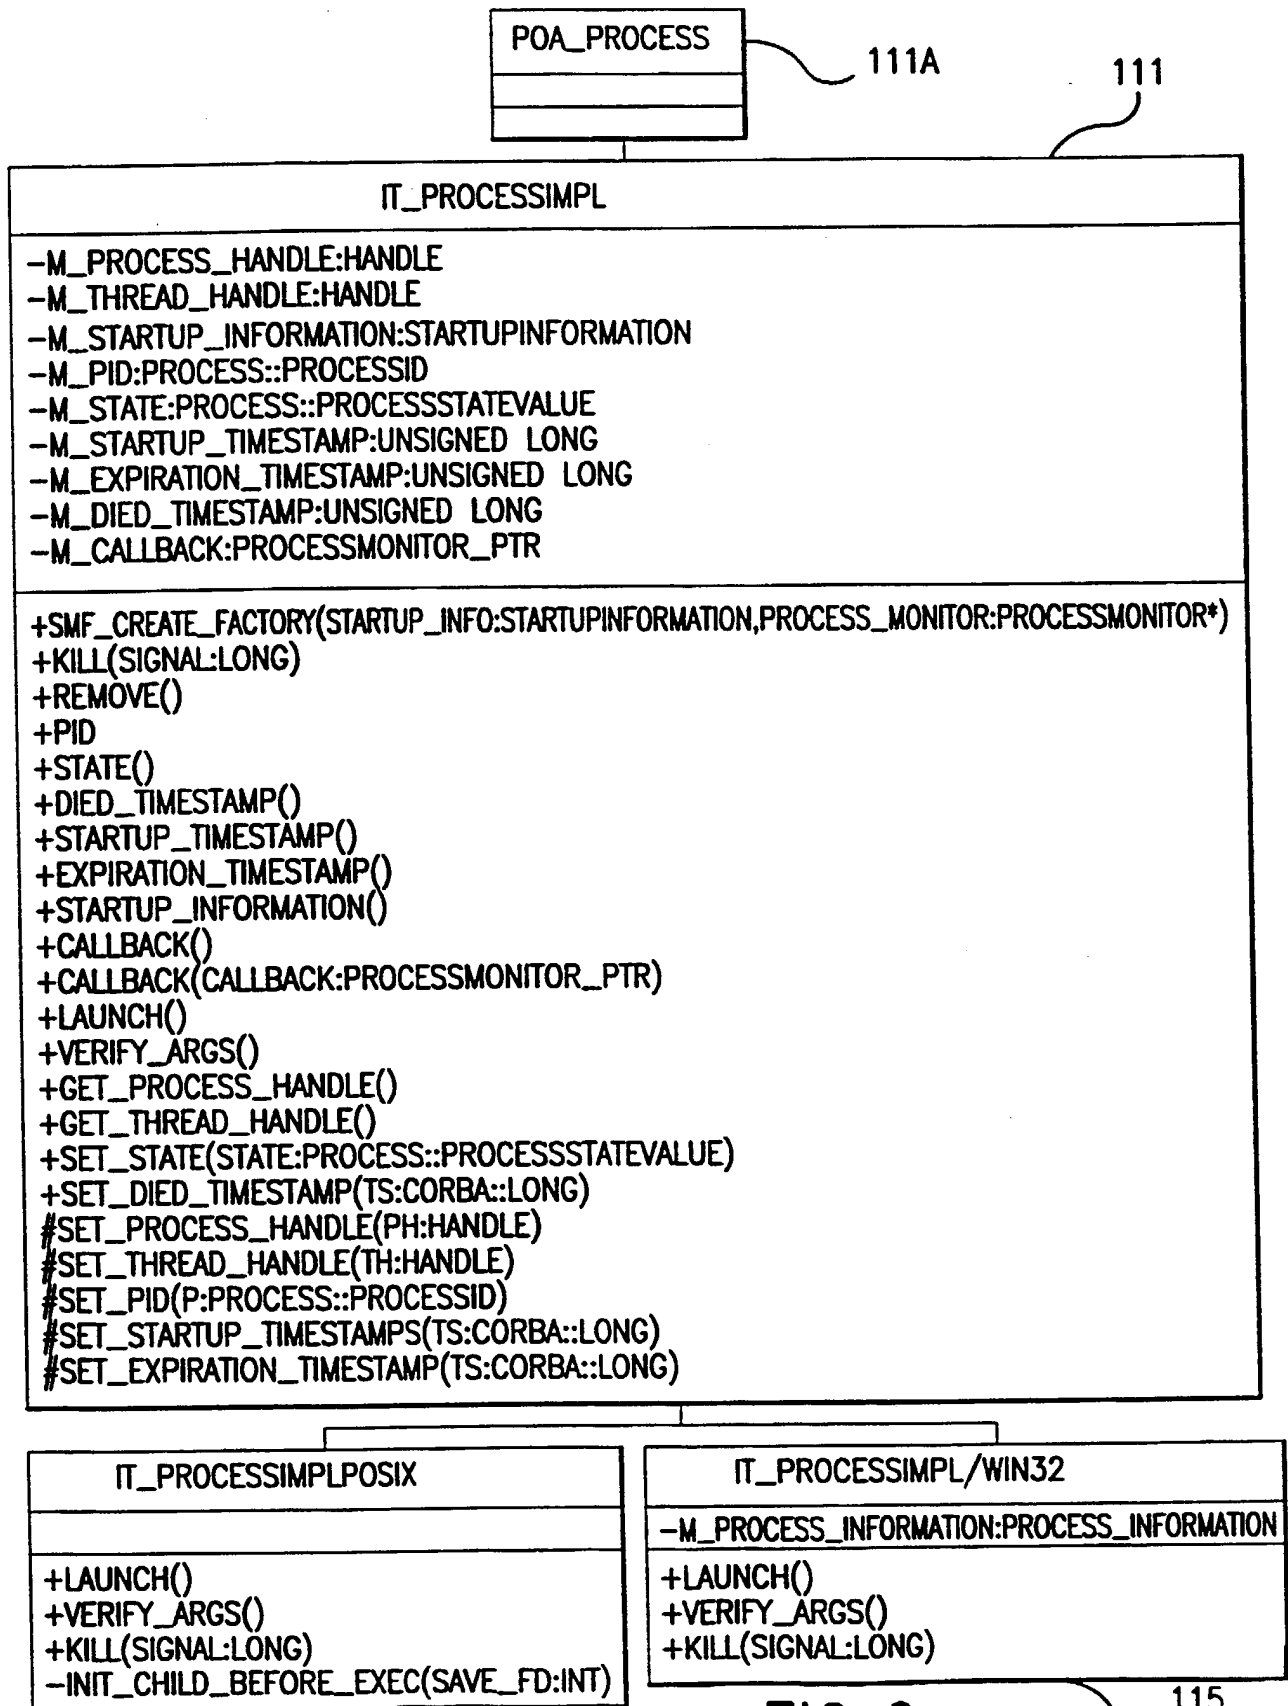 POA_PROCESS
111A
111
IT_PROCESSIMPL
-M_PROCESS_HANDLE:HANDLE
-M_THREAD_HANDLE:HANDLE
-M_STARTUP_INFORMATION:STARTUPINFORMATION
-M_PID:PROCESS::PROCESSID
-M_STATE:PROCESS::PROCESSSTATEVALUE
-M_STARTUP_TIMESTAMP:UNSIGNED LONG
-M_EXPIRATION_TIMESTAMP:UNSIGNED LONG
-M_DIED_TIMESTAMP:UNSIGNED LONG
-M_CALLBACK:PROCESSMONITOR_PTR
+SMF_CREATE_FACTORY(STARTUP_INFO:STARTUPINFORMATION,PROCESS_MONITOR:PROCESSMONITOR*)
+KILL(SIGNAL:LONG)
+REMOVE()
+PID
+STATE()
+DIED_TIMESTAMP()
+STARTUP_TIMESTAMP()
+EXPIRATION_TIMESTAMP()
+STARTUP_INFORMATION()
+CALLBACK()
+CALLBACK(CALLBACK:PROCESSMONITOR_PTR)
+LAUNCH()
+VERIFY_ARGS()
+GET_PROCESS_HANDLE()
+GET_THREAD_HANDLE()
+SET_STATE(STATE:PROCESS::PROCESSSTATEVALUE)
+SET_DIED_TIMESTAMP(TS:CORBA::LONG)
#SET_PROCESS_HANDLE(PH:HANDLE)
#SET_THREAD_HANDLE(TH:HANDLE)
#SET_PID(P:PROCESS::PROCESSID)
#SET_STARTUP_TIMESTAMPS(TS:CORBA::LONG)
#SET_EXPIRATION_TIMESTAMP(TS:CORBA::LONG)
IT_PROCESSIMPLPOSIX
+LAUNCH()
+VERIFY_ARGS()
+KILL(SIGNAL:LONG)
-INIT_CHILD_BEFORE_EXEC(SAVE_FD:INT)
IT_PROCESSIMPL/WIN32
-M_PROCESS_INFORMATION:PROCESS_INFORMATION
+LAUNCH()
+VERIFY_ARGS()
+KILL(SIGNAL:LONG)
115